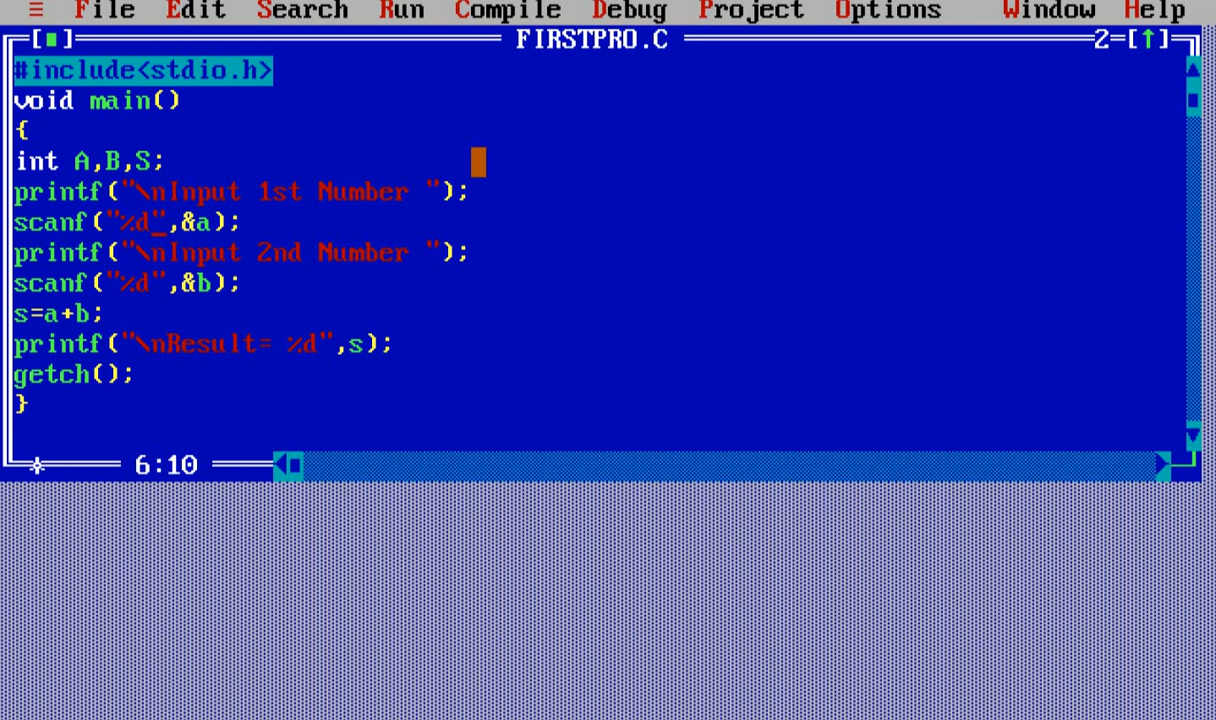 ≡ File Edit Search Run Compile Debug Project Options Window Help
[■] FIRSTPRO.C 2=[↑]
#include<stdio.h>
void main()
{
int A,B,S;
printf("\nInput 1st Number ");
scanf("%d",&a);
printf("\nInput 2nd Number ");
scanf("%d",&b);
s=a+b;
printf("\nResult= %d",s);
getch();
}
6:10